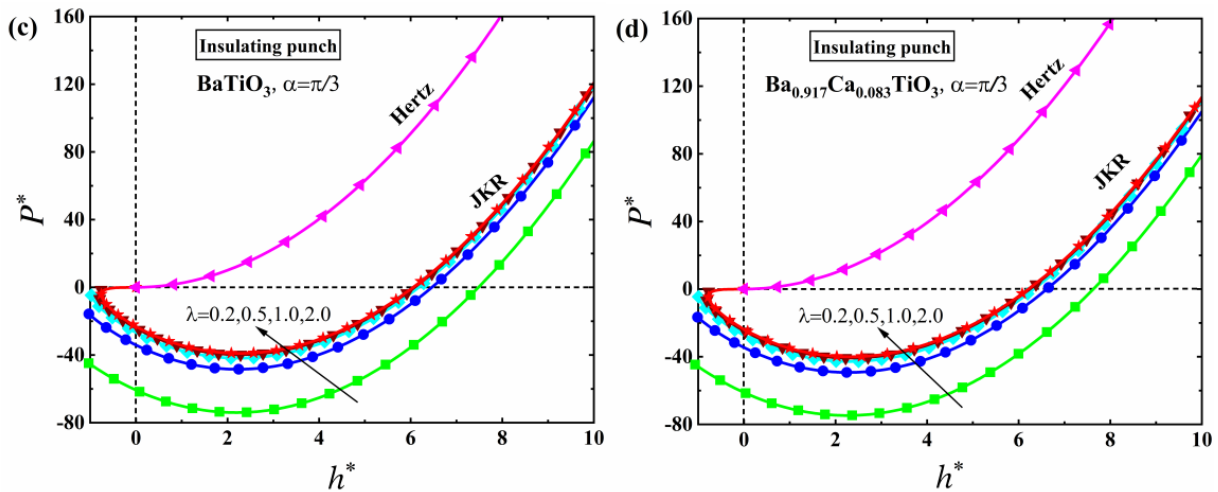 (c)
Insulating punch
BaTiO3, α=π/3
Hertz
JKR
λ=0.2,0.5,1.0,2.0
P*
160
120
80
40
0
-40
-80
0 2 4 6 8 10
h*
(d)
Insulating punch
Ba0.917Ca0.083TiO3, α=π/3
Hertz
JKR
λ=0.2,0.5,1.0,2.0
P*
160
120
80
40
0
-40
-80
0 2 4 6 8 10
h*